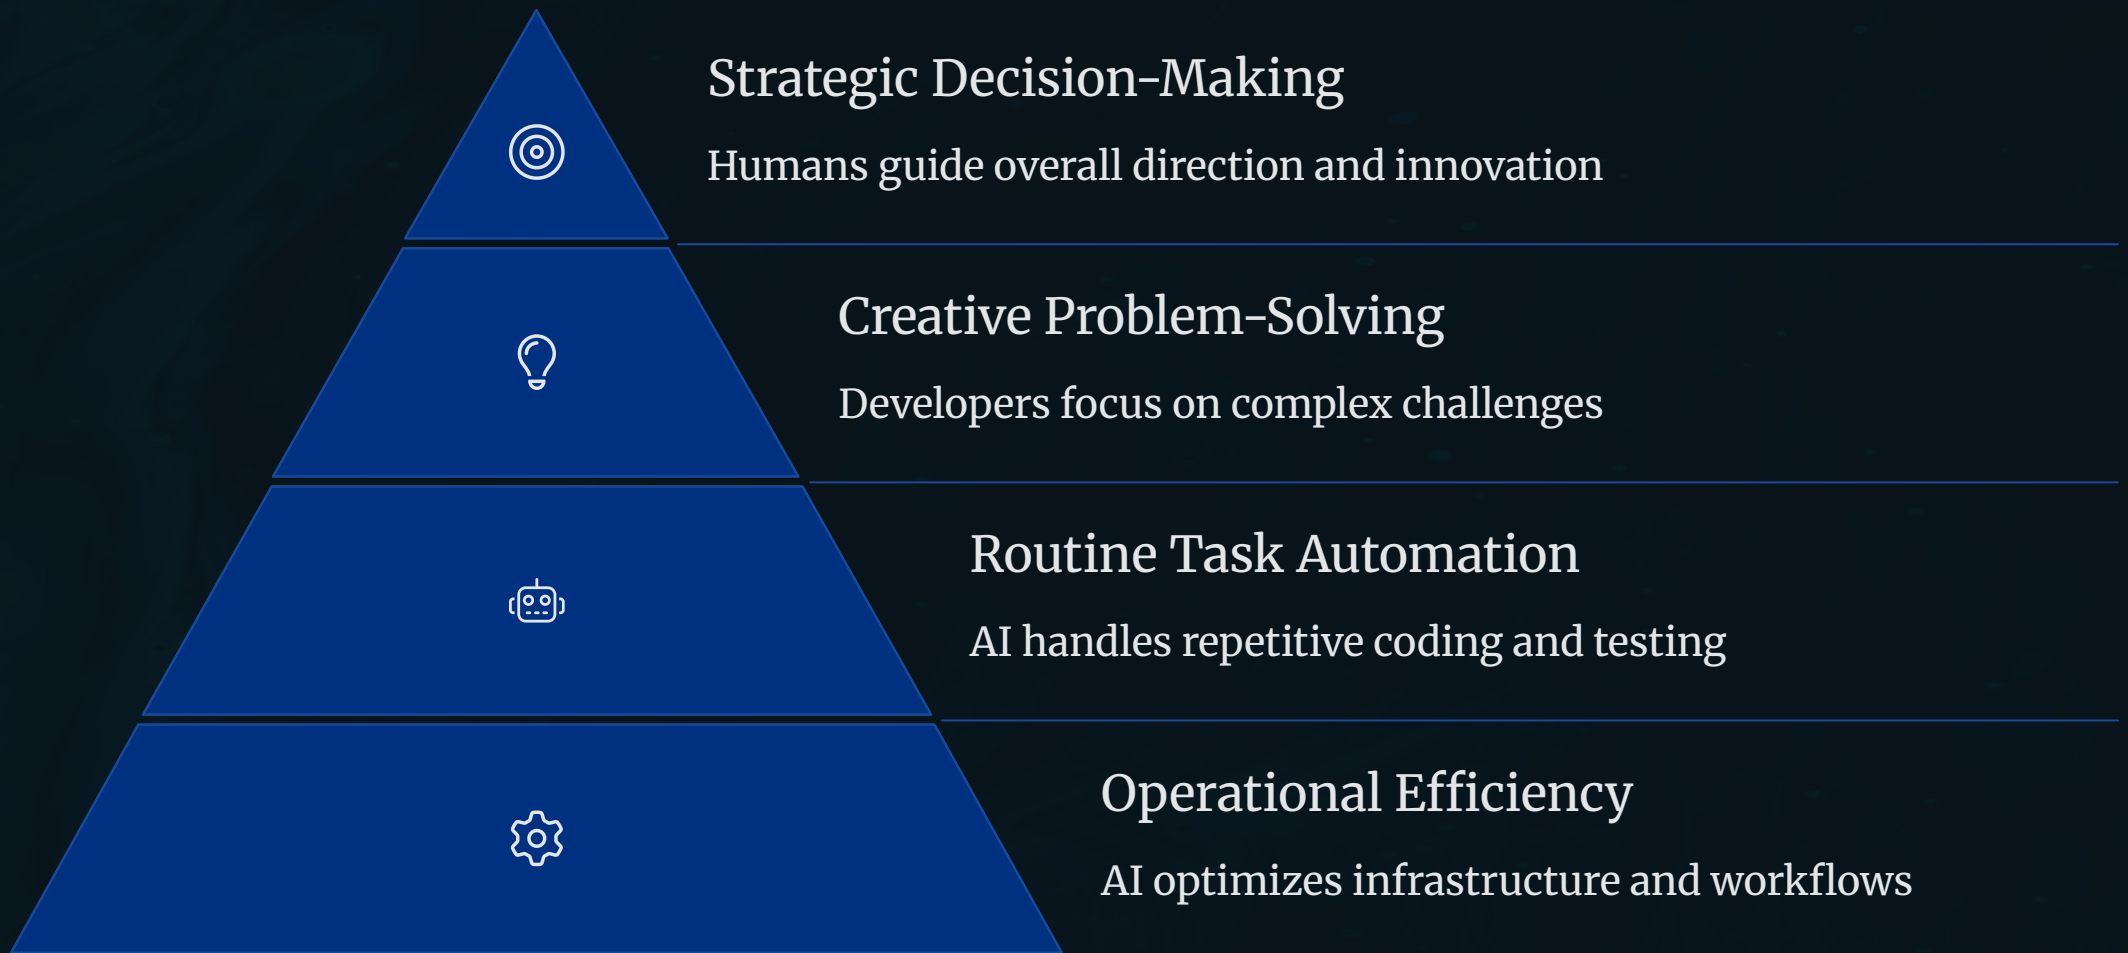 Strategic Decision-Making
Humans guide overall direction and innovation
Creative Problem-Solving
Developers focus on complex challenges
Routine Task Automation
AI handles repetitive coding and testing
Operational Efficiency
AI optimizes infrastructure and workflows